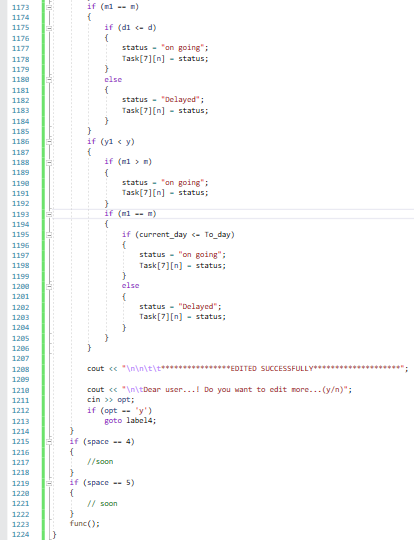 1173 if (m1 == m)
1174 {
1175 if (d1 <= d)
1176 {
1177 status = "on going";
1178 Task[7][n] = status;
1179 }
1180 else
1181 {
1182 status = "Delayed";
1183 Task[7][n] = status;
1184 }
1185 }
1186 if (y1 < y)
1187 {
1188 if (m1 > m)
1189 {
1190 status = "on going";
1191 Task[7][n] = status;
1192 }
1193 if (m1 == m)
1194 {
1195 if (current_day <= To_day)
1196 {
1197 status = "on going";
1198 Task[7][n] = status;
1199 }
1200 else
1201 {
1202 status = "Delayed";
1203 Task[7][n] = status;
1204 }
1205 }
1206 }
1207
1208 cout << "\n\n\t\t****************EDITED SUCCESSFULLY********************";
1209
1210 cout << "\n\tDear user...! Do you want to edit more...(y/n)";
1211 cin >> opt;
1212 if (opt == 'y')
1213 goto label4;
1214 }
1215 if (space == 4)
1216 {
1217 //soon
1218 }
1219 if (space == 5)
1220 {
1221 // soon
1222 }
1223 func();
1224 }